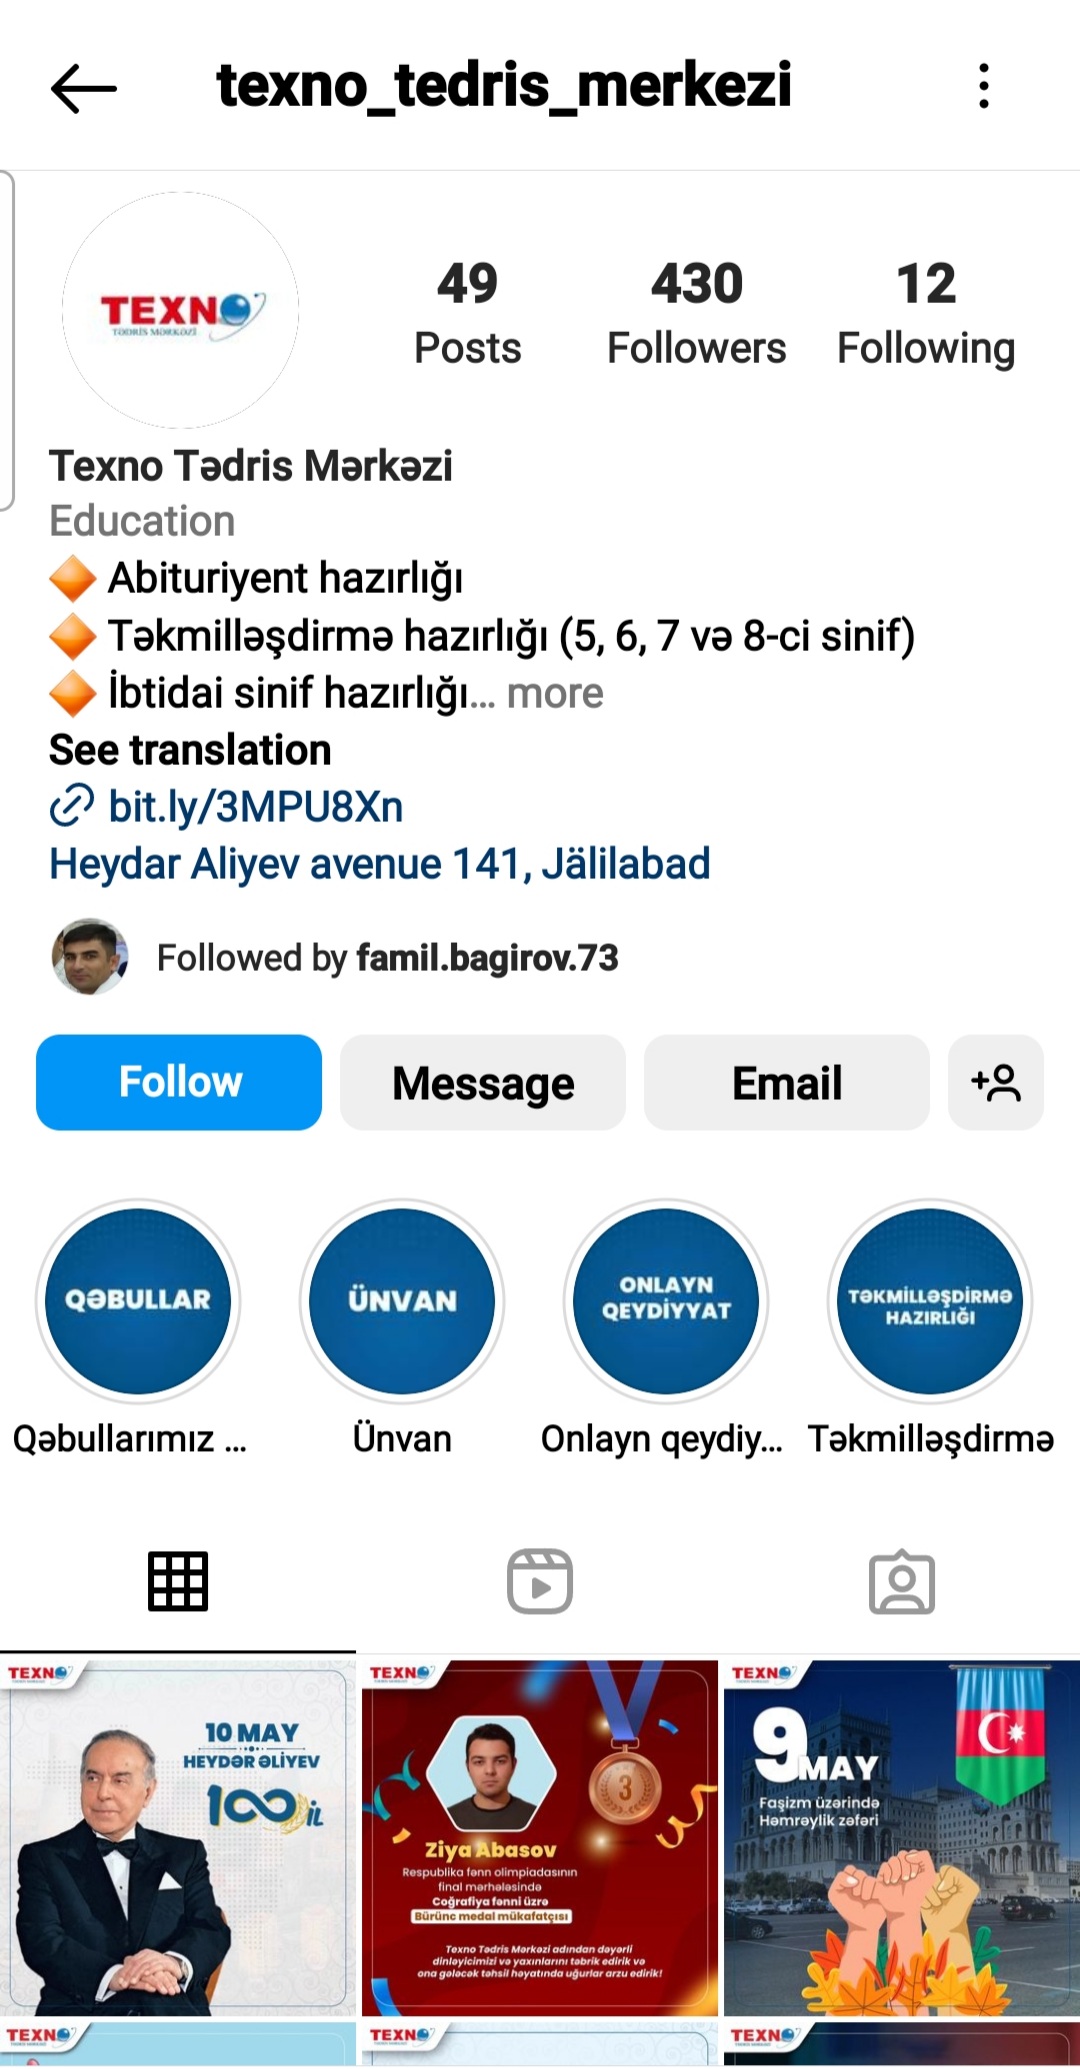 texno_tedris_merkezi
TEXNO
TƏDRİS MƏRKƏZİ
49
Posts
430
Followers
12
Following
Texno Tədris Mərkəzi
Education
🔶 Abituriyent hazırlığı
🔶 Təkmilləşdirmə hazırlığı (5, 6, 7 və 8-ci sinif)
🔶 İbtidai sinif hazırlığı... more
See translation
bit.ly/3MPU8Xn
Heydar Aliyev avenue 141, Jälilabad
Followed by famil.bagirov.73
Follow
Message
Email
QƏBULLAR
ÜNVAN
ONLAYN
QEYDİYYAT
TƏKMİLLƏŞDİRMƏ
HAZIRLIĞI
Qəbullarımız ...
Ünvan
Onlayn qeydiy...
Təkmilləşdirmə
TEXNO
10 MAY
HEYDƏR ƏLİYEV
100 İL
TEXNO
3
Ziya Abasov
Respublika fənn olimpiadasının
final mərhələsində
Coğrafiya fənni üzrə
Bürünc medal mükafatçısı
Texno Tədris Mərkəzi adından dəyərli
dinləyicimizi və yaxınlarını təbrik edirik və
ona gələcək təhsil həyatında uğurlar arzu edirik!
TEXNO
9 MAY
Faşizm üzərində
Həmrəylik zəfəri
TEXNO
TEXNO
TEXNO